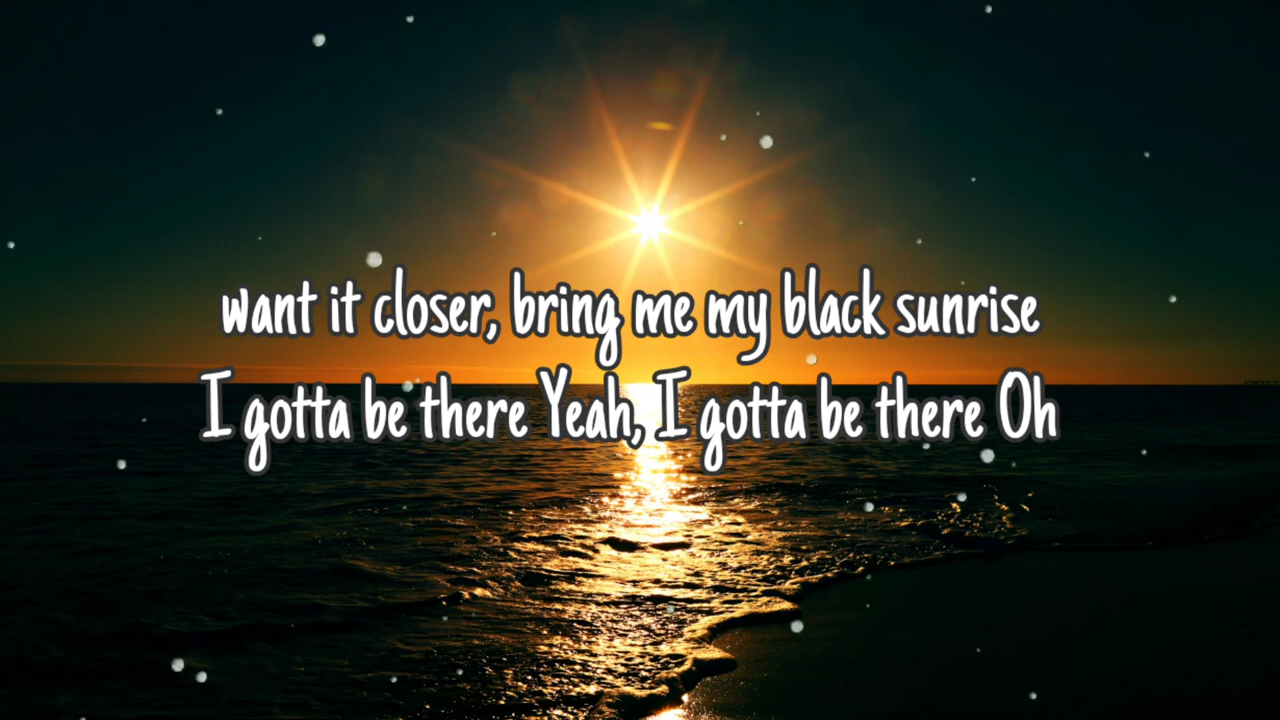 want it closer, bring me my black sunrise
I gotta be there Yeah, I gotta be there Oh